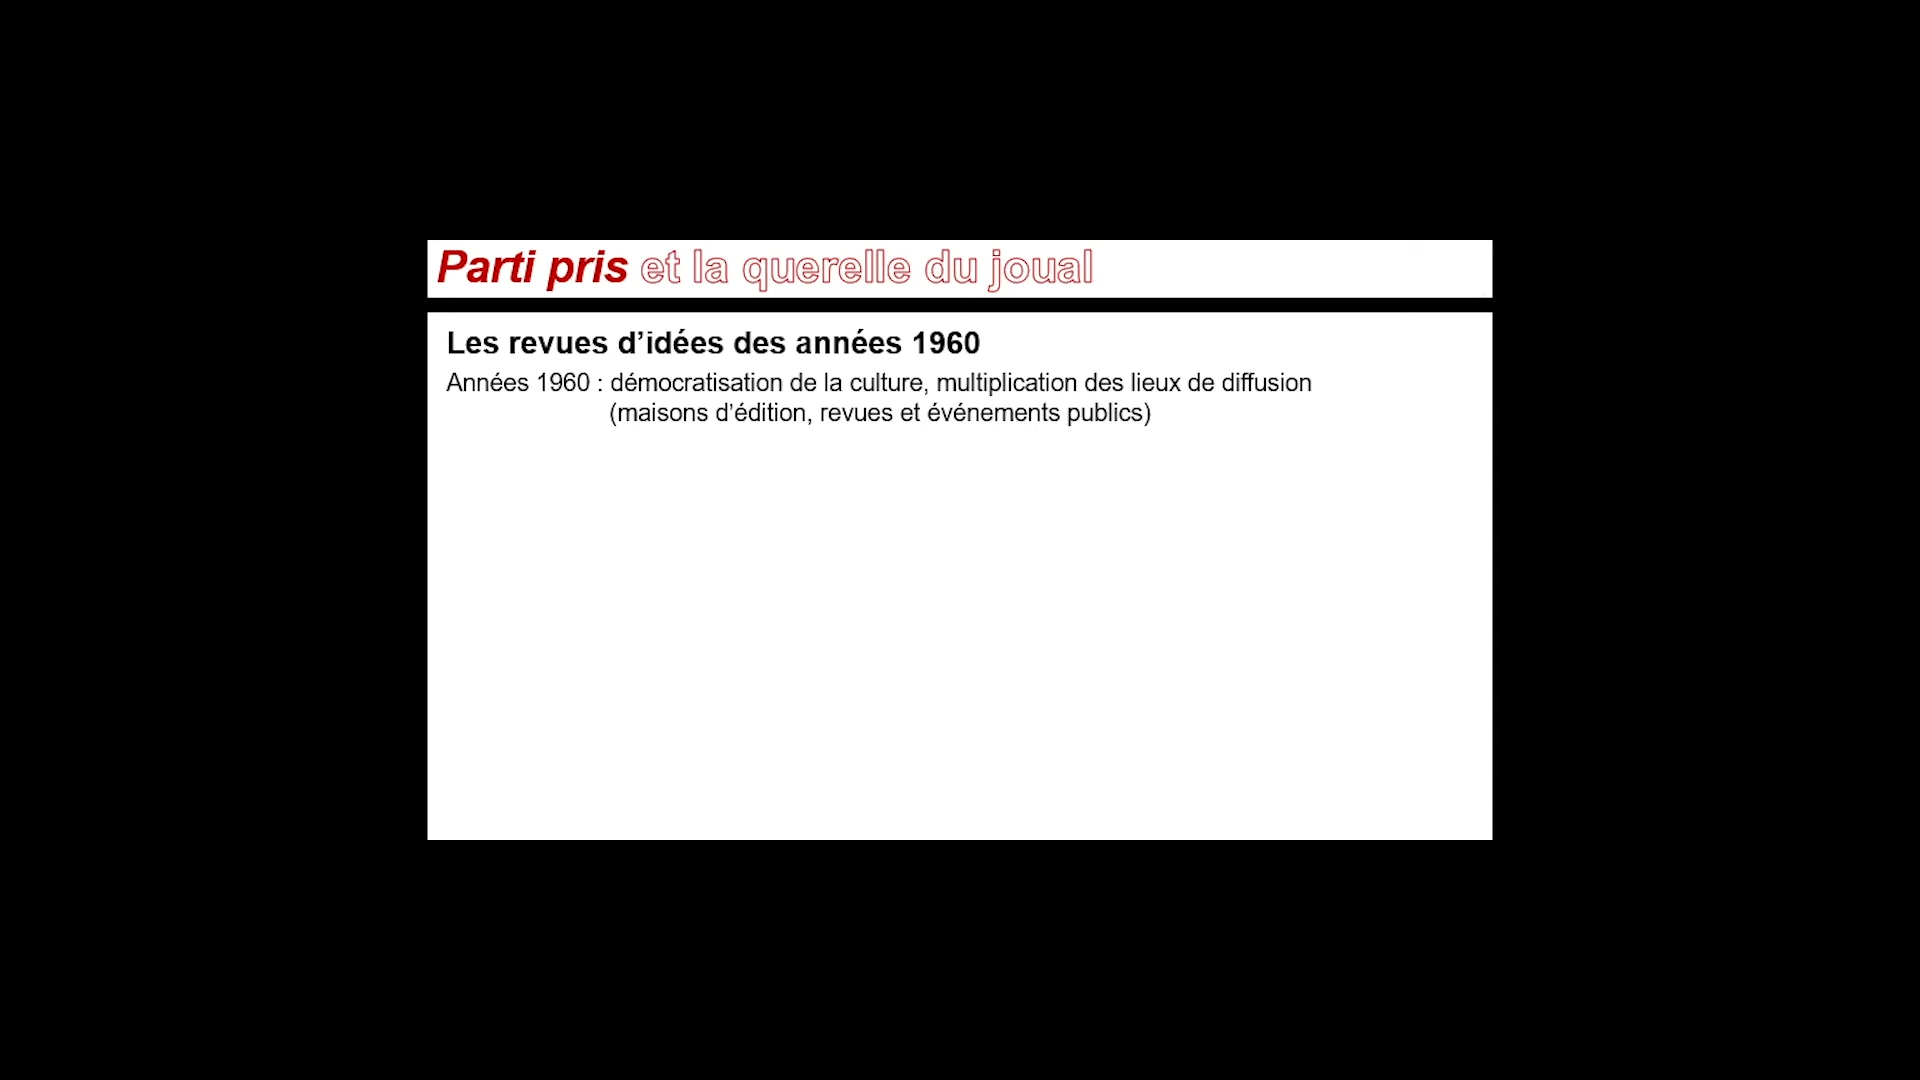 Parti pris et la querelle du joual
Les revues d’idées des années 1960
Années 1960 : démocratisation de la culture, multiplication des lieux de diffusion
(maisons d’édition, revues et événements publics)